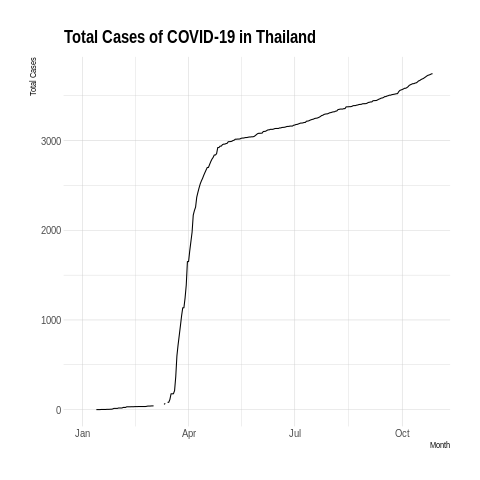 Total Cases of COVID-19 in Thailand
Total Cases
3000
2000
1000
0
Jan Apr Jul Oct
Month